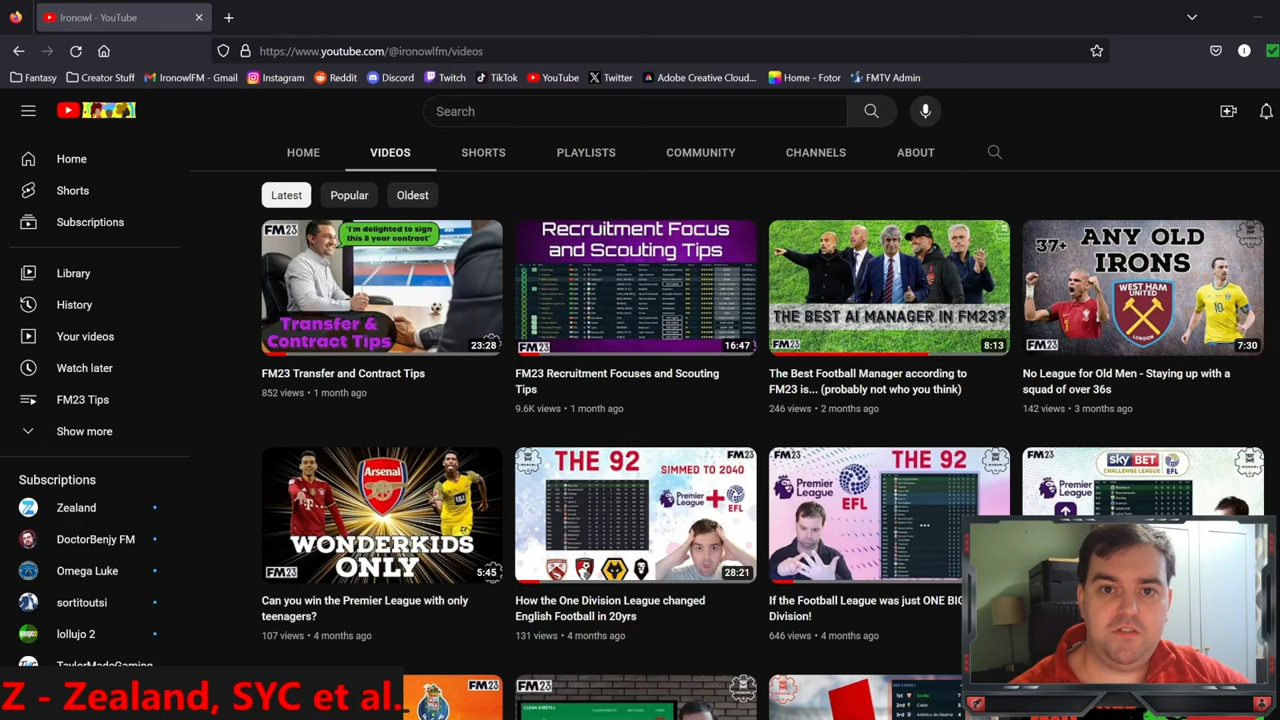 Ironowl - YouTube
https://www.youtube.com/@ironowlfm/videos
Fantasy
Creator Stuff
IronowlFM - Gmail
Instagram
Reddit
Discord
Twitch
TikTok
YouTube
Twitter
Adobe Creative Cloud...
Home - Fotor
FMTV Admin
Search
HOME
VIDEOS
SHORTS
PLAYLISTS
COMMUNITY
CHANNELS
ABOUT
Home
Shorts
Subscriptions
Library
History
Your videos
Watch later
FM23 Tips
Show more
Subscriptions
Zealand
DoctorBenjy FM
Omega Luke
sortitoutsi
lollujo 2
TaylorMadeGaming
Latest
Popular
Oldest
FM23
"I'm delighted to sign
this 8 year contract"
Transfer &
Contract Tips
23:28
FM23 Transfer and Contract Tips
852 views • 1 month ago
Recruitment Focus
and Scouting Tips
FM23
16:47
FM23 Recruitment Focuses and Scouting
Tips
9.6K views • 1 month ago
THE BEST AI MANAGER IN FM23?
FM23
8:13
The Best Football Manager according to
FM23 is... (probably not who you think)
246 views • 2 months ago
37+
ANY OLD
IRONS
WEST HAM
UNITED
LONDON
FM23
7:30
No League for Old Men - Staying up with a
squad of over 36s
142 views • 3 months ago
Arsenal
WONDERKIDS
ONLY
FM23
5:45
Can you win the Premier League with only
teenagers?
107 views • 4 months ago
THE 92
FM23
SIMMED TO 2040
Premier
League
EFL
28:21
How the One Division League changed
English Football in 20yrs
131 views • 4 months ago
FM23
THE 92
Premier
League
EFL
If the Football League was just ONE BIG
Division!
646 views • 4 months ago
FM23
sky BET
CHALLENGE LEAGUE
Premier
League
EFL
FM23
FM23
CLEAN SHEETS
Z - Zealand, SYC et al.